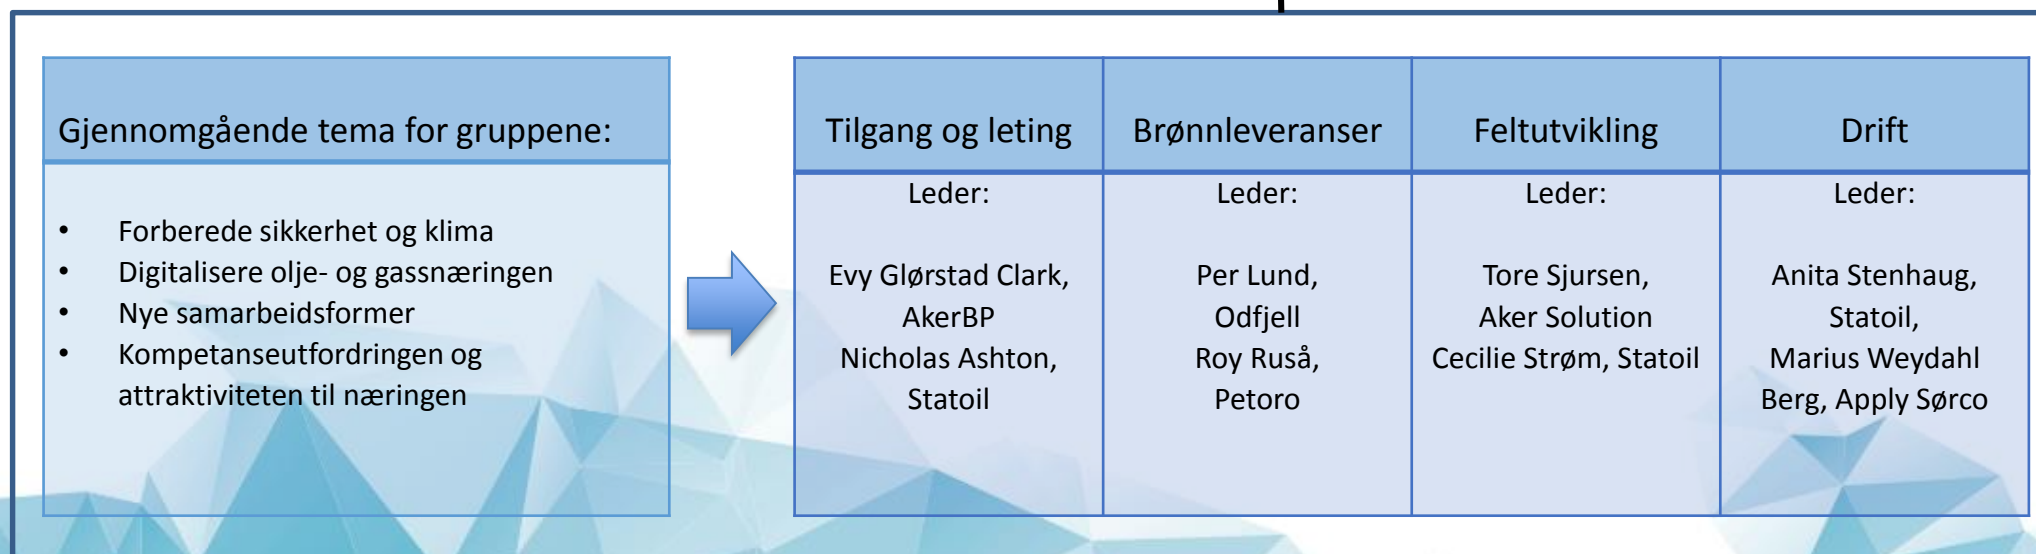 Gjennomgående tema for gruppene:
• Forberede sikkerhet og klima
• Digitalisere olje- og gassnæringen
• Nye samarbeidsformer
• Kompetanseutfordringen og
attraktiviteten til næringen
Tilgang og leting
Leder:
Evy Glørstad Clark,
AkerBP
Nicholas Ashton,
Statoil
Brønnleveranser
Leder:
Per Lund,
Odfjell
Roy Ruså,
Petoro
Feltutvikling
Leder:
Tore Sjursen,
Aker Solution
Cecilie Strøm, Statoil
Drift
Leder:
Anita Stenhaug,
Statoil,
Marius Weydahl
Berg, Apply Sørco